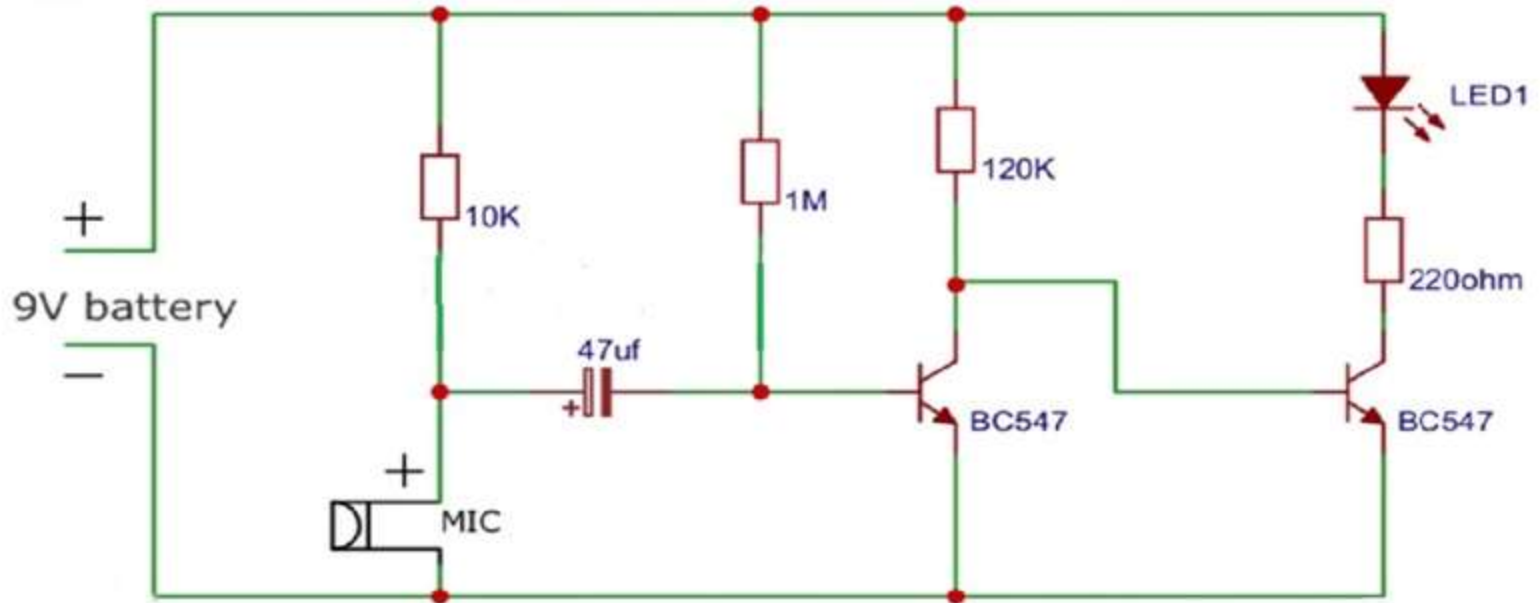 LED1
120K
1M
10K
+
220ohm
9V battery
47uf
−
+
BC547
BC547
+
MIC